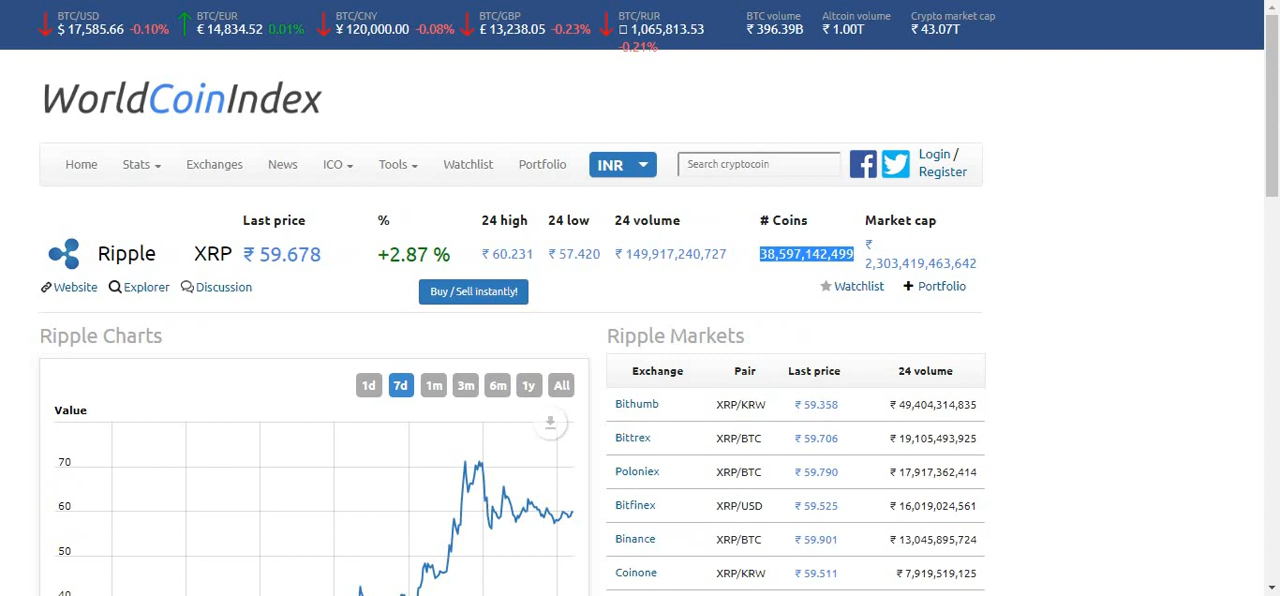 BTC/USD BTC/EUR BTC/CNY BTC/GBP BTC/RUR BTC volume Altcoin volume Crypto market cap
$ 17,585.66 -0.10% € 14,834.52 0.01% ¥ 120,000.00 -0.08% £ 13,238.05 -0.23% □ 1,065,813.53 ₹ 396.39B ₹ 1.00T ₹ 43.07T
-0.21%
WorldCoinIndex
Home Stats Exchanges News ICO Tools Watchlist Portfolio INR Search cryptocoin f Login /
Register
Last price % 24 high 24 low 24 volume # Coins Market cap
Ripple XRP ₹ 59.678 +2.87 % ₹ 60.231 ₹ 57.420 ₹ 149,917,240,727 38,597,142,499 ₹
2,303,419,463,642
Website Explorer Discussion Buy / Sell instantly! Watchlist + Portfolio
Ripple Charts
1d 7d 1m 3m 6m 1y All
Value
70
60
50
40
Ripple Markets
Exchange Pair Last price 24 volume
Bithumb XRP/KRW ₹ 59.358 ₹ 49,404,314,835
Bittrex XRP/BTC ₹ 59.706 ₹ 19,105,493,925
Poloniex XRP/BTC ₹ 59.790 ₹ 17,917,362,414
Bitfinex XRP/USD ₹ 59.525 ₹ 16,019,024,561
Binance XRP/BTC ₹ 59.901 ₹ 13,045,895,724
Coinone XRP/KRW ₹ 59.511 ₹ 7,919,519,125